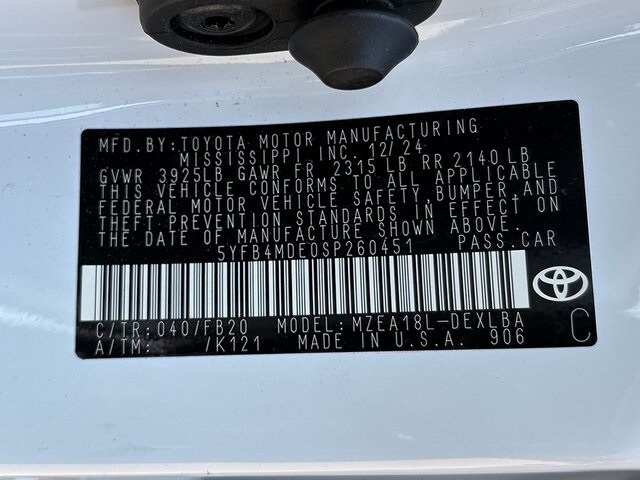 MFD. BY: TOYOTA MOTOR MANUFACTURING
MISSISSIPPI INC. 12/24
GVWR 3925LB GAWR FR. 2315 LB RR 2140 LB
THIS VEHICLE CONFORMS TO ALL APPLICABLE
FEDERAL MOTOR VEHICLE SAFETY, BUMPER, AND
THEFT PREVENTION STANDARDS IN EFFECT ON
THE DATE OF MANUFACTURE SHOWN ABOVE.
5YFB4MDE0SP260451 PASS. CAR
C/TR: 040/FB20 MODEL: MZEA18L-DEXLBA
A/TM: /K121 MADE IN U.S.A. 906
C